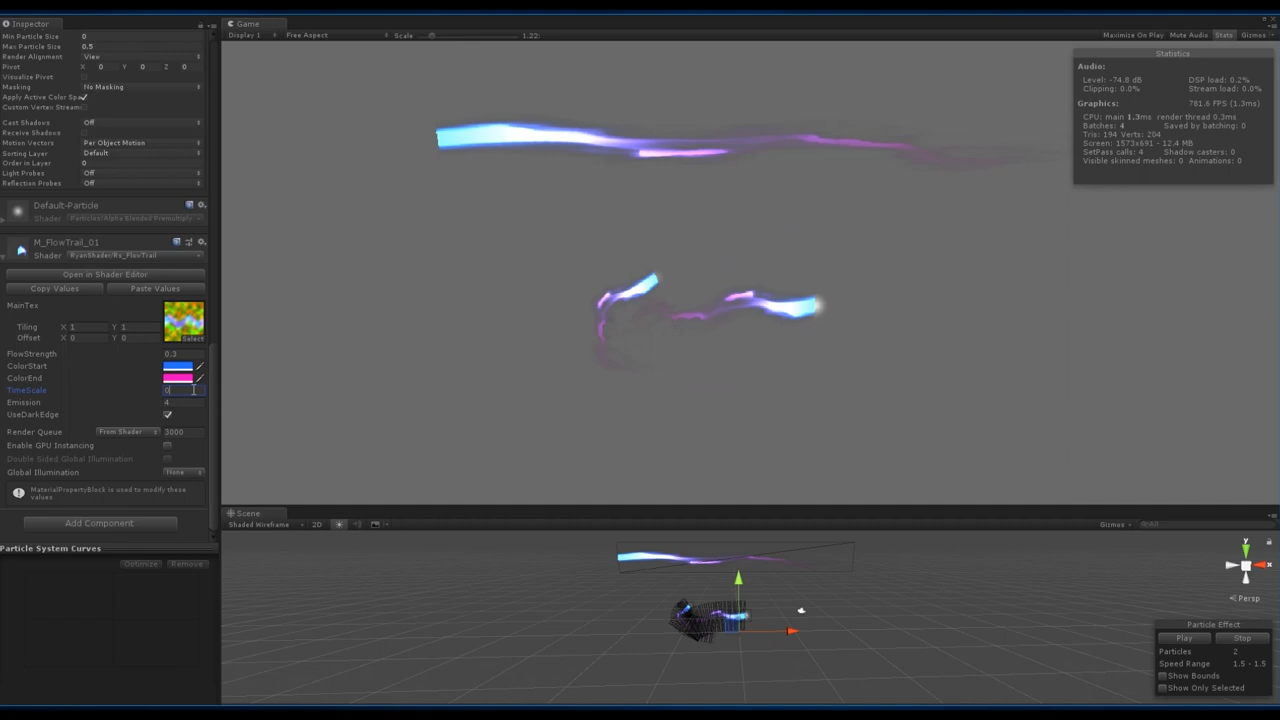 Inspector
Min Particle Size 0
Max Particle Size 0.5
Render Alignment View
Pivot X 0 Y 0 Z 0
Visualize Pivot
Masking No Masking
Apply Active Color Spa
Custom Vertex Stream
Cast Shadows Off
Receive Shadows
Motion Vectors Per Object Motion
Sorting Layer Default
Order in Layer 0
Light Probes Off
Reflection Probes Off
Default-Particle
Shader Particles/Alpha Blended Premultiply
M_FlowTrail_01
Shader RyanShader/Rs_FlowTrail
Open in Shader Editor
Copy Values Paste Values
MainTex
Tiling X 1 Y 1
Offset X 0 Y 0
Select
FlowStrength 0.3
ColorStart
ColorEnd
TimeScale 0
Emission 4
UseDarkEdge
Render Queue From Shader 3000
Enable GPU Instancing
Double Sided Global Illumination
Global Illumination None
MaterialPropertyBlock is used to modify these
values
Add Component
Particle System Curves
Optimize Remove
Game
Display 1 Free Aspect Scale 1.22: Maximize On Play Mute Audio Stats Gizmos
Statistics
Audio:
Level: -74.8 dB DSP load: 0.2%
Clipping: 0.0% Stream load: 0.0%
Graphics: 781.6 FPS (1.3ms)
CPU: main 1.3ms render thread 0.3ms
Batches: 4 Saved by batching: 0
Tris: 194 Verts: 204
Screen: 1573x691 - 12.4 MB
SetPass calls: 4 Shadow casters: 0
Visible skinned meshes: 0 Animations: 0
Scene
Shaded Wireframe 2D Gizmos All
y
x
Persp
Particle Effect
Play Stop
Particles 2
Speed Range 1.5 - 1.5
Show Bounds
Show Only Selected